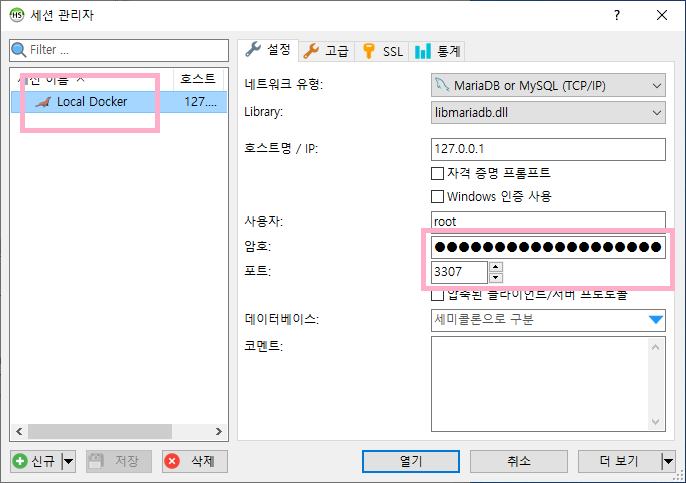 HS 세션 관리자
Filter ...
세션 이름 호스트
Local Docker 127....
설정 고급 SSL 통계
네트워크 유형: MariaDB or MySQL (TCP/IP)
Library: libmariadb.dll
호스트명 / IP: 127.0.0.1
자격 증명 프롬프트
Windows 인증 사용
사용자: root
암호: ●●●●●●●●●●●●●●●●●●●
포트: 3307
압축된 클라이언트/서버 프로토콜
데이터베이스: 세미콜론으로 구분
코멘트:
신규 저장 삭제 열기 취소 더 보기